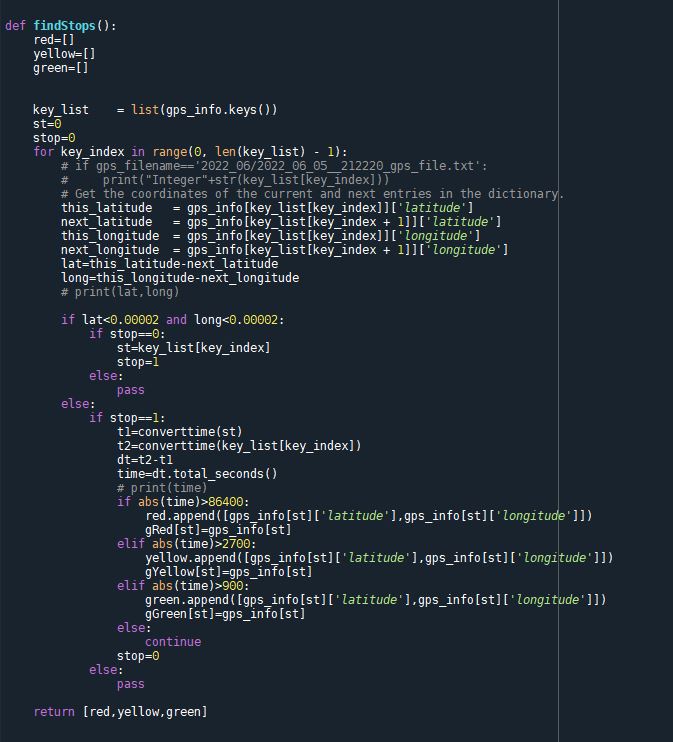 def findStops():
    red=[]
    yellow=[]
    green=[]
    key_list    = list(gps_info.keys())
    st=0
    stop=0
    for key_index in range(0, len(key_list) - 1):
        # if gps_filename=='2022_06/2022_06_05__212220_gps_file.txt':
        #     print("Integer"+str(key_list[key_index]))
        # Get the coordinates of the current and next entries in the dictionary.
        this_latitude   = gps_info[key_list[key_index]]['latitude']
        next_latitude   = gps_info[key_list[key_index + 1]]['latitude']
        this_longitude  = gps_info[key_list[key_index]]['longitude']
        next_longitude  = gps_info[key_list[key_index + 1]]['longitude']
        lat=this_latitude-next_latitude
        long=this_longitude-next_longitude
        # print(lat,long)
        if lat<0.00002 and long<0.00002:
            if stop==0:
                st=key_list[key_index]
                stop=1
            else:
                pass
        else:
            if stop==1:
                t1=converttime(st)
                t2=converttime(key_list[key_index])
                dt=t2-t1
                time=dt.total_seconds()
                # print(time)
                if abs(time)>86400:
                    red.append([gps_info[st]['latitude'],gps_info[st]['longitude']])
                    gRed[st]=gps_info[st]
                elif abs(time)>2700:
                    yellow.append([gps_info[st]['latitude'],gps_info[st]['longitude']])
                    gYellow[st]=gps_info[st]
                elif abs(time)>900:
                    green.append([gps_info[st]['latitude'],gps_info[st]['longitude']])
                    gGreen[st]=gps_info[st]
                else:
                    continue
                stop=0
            else:
                pass
    return [red,yellow,green]